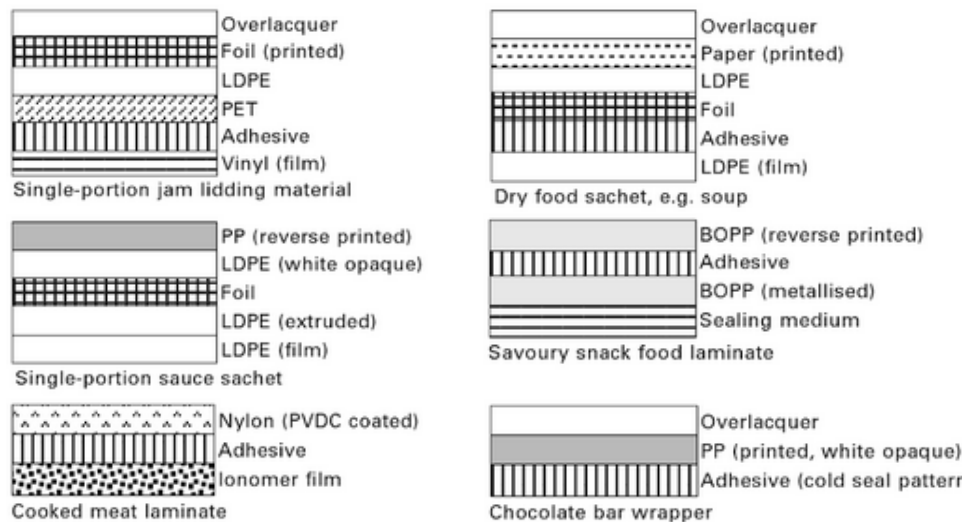 Overlacquer
Foil (printed)
LDPE
PET
Adhesive
Vinyl (film)
Single-portion jam lidding material
Overlacquer
Paper (printed)
LDPE
Foil
Adhesive
LDPE (film)
Dry food sachet, e.g. soup
PP (reverse printed)
LDPE (white opaque)
Foil
LDPE (extruded)
LDPE (film)
Single-portion sauce sachet
BOPP (reverse printed)
Adhesive
BOPP (metallised)
Sealing medium
Savoury snack food laminate
Nylon (PVDC coated)
Adhesive
Ionomer film
Cooked meat laminate
Overlacquer
PP (printed, white opaque)
Adhesive (cold seal pattern
Chocolate bar wrapper